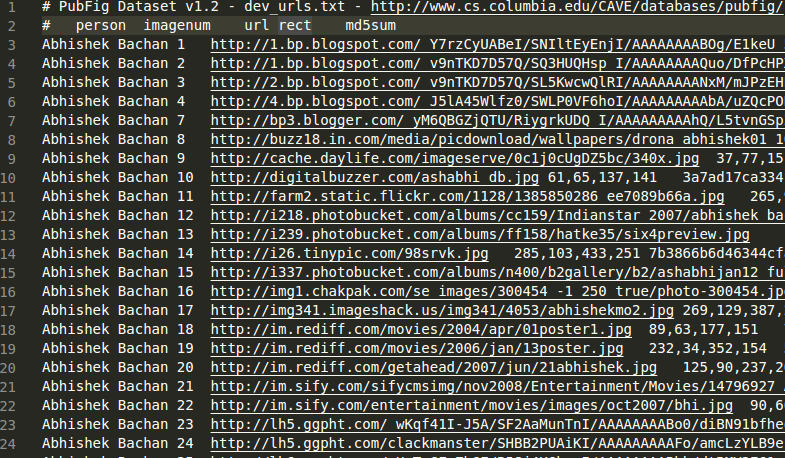 1 # PubFig Dataset v1.2 - dev_urls.txt - http://www.cs.columbia.edu/CAVE/databases/pubfig/
2 # person imagenum url rect md5sum
3 Abhishek Bachan 1 http://1.bp.blogspot.com/_Y7rzCyUABeI/SNIltEyEnjI/AAAAAAAABOg/E1keU_
4 Abhishek Bachan 2 http://1.bp.blogspot.com/_v9nTKD7D57Q/SQ3HUQHsp_I/AAAAAAAAQuo/DfPcHP
5 Abhishek Bachan 3 http://2.bp.blogspot.com/_v9nTKD7D57Q/SL5KwcwQlRI/AAAAAAAANxM/mJPzEH
6 Abhishek Bachan 4 http://4.bp.blogspot.com/_J5lA45Wlfz0/SWLP0VF6hoI/AAAAAAAAAbA/uZQcPO
7 Abhishek Bachan 7 http://bp3.blogger.com/_yM6QBGZjQTU/RiygrkUDQ_I/AAAAAAAAAhQ/L5tvnGSp
8 Abhishek Bachan 8 http://buzz18.in.com/media/picdownload/wallpapers/drona_abhishek01_1
9 Abhishek Bachan 9 http://cache.daylife.com/imageserve/0c1j0cUgDZ5bc/340x.jpg 37,77,15
10 Abhishek Bachan 10 http://digitalbuzzer.com/ashabhi_db.jpg 61,65,137,141 3a7ad17ca334
11 Abhishek Bachan 11 http://farm2.static.flickr.com/1128/1385850286_ee7089b66a.jpg 265,
12 Abhishek Bachan 12 http://i218.photobucket.com/albums/cc159/Indianstar_2007/abhishek_ba
13 Abhishek Bachan 13 http://i239.photobucket.com/albums/ff158/hatke35/six4preview.jpg
14 Abhishek Bachan 14 http://i26.tinypic.com/98srvk.jpg 285,103,433,251 7b3866b6d46344cf
15 Abhishek Bachan 15 http://i337.photobucket.com/albums/n400/b2gallery/b2/ashabhijan12_fu
16 Abhishek Bachan 16 http://img1.chakpak.com/se_images/300454_-1_250_true/photo-300454.jp
17 Abhishek Bachan 17 http://img341.imageshack.us/img341/4053/abhishekmo2.jpg 269,129,387,
18 Abhishek Bachan 18 http://im.rediff.com/movies/2004/apr/01poster1.jpg 89,63,177,151
19 Abhishek Bachan 19 http://im.rediff.com/movies/2006/jan/13poster.jpg 232,34,352,154
20 Abhishek Bachan 20 http://im.rediff.com/getahead/2007/jun/21abhishek.jpg 125,90,237,2
21 Abhishek Bachan 21 http://im.sify.com/sifycmsimg/nov2008/Entertainment/Movies/14796927_
22 Abhishek Bachan 22 http://im.sify.com/entertainment/movies/images/oct2007/bhi.jpg 90,6
23 Abhishek Bachan 23 http://lh5.ggpht.com/_wKqf41I-J5A/SF2AaMunTnI/AAAAAAAABo0/diBN91bfhe
24 Abhishek Bachan 24 http://lh5.ggpht.com/clackmanster/SHBB2PUAiKI/AAAAAAAAAFo/amcLzYLB9e